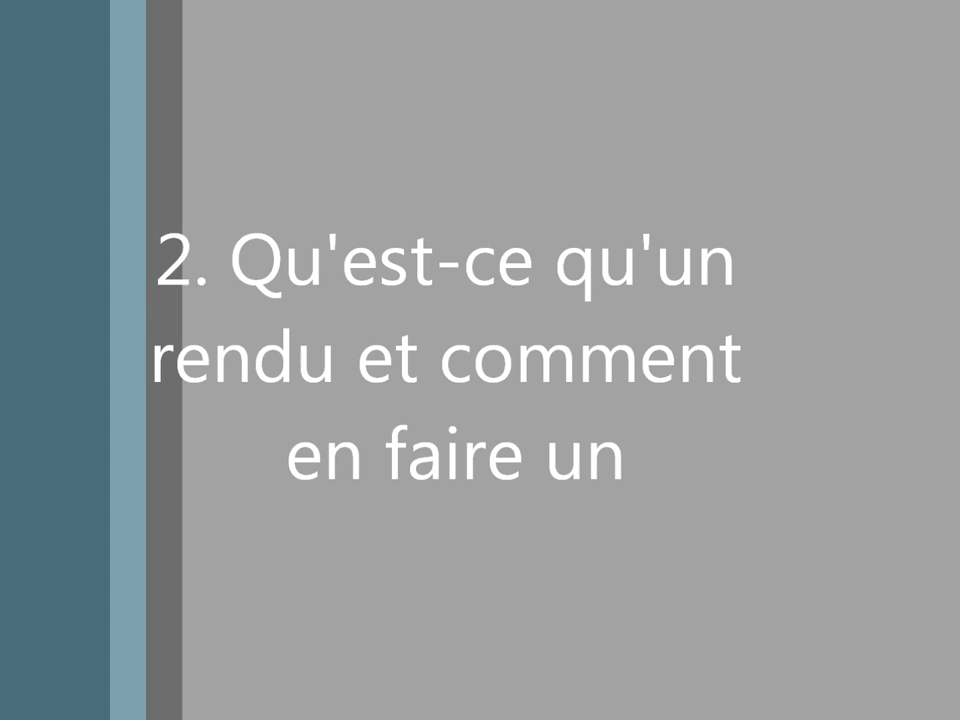 2. Qu'est-ce qu'un
rendu et comment
en faire un